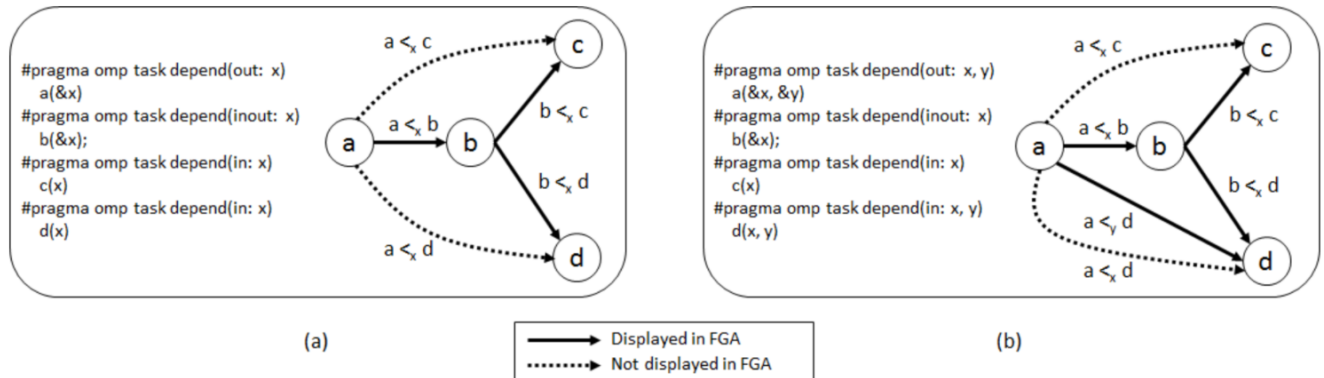 #pragma omp task depend(out: x)
a(&x)
#pragma omp task depend(inout: x)
b(&x);
#pragma omp task depend(in: x)
c(x)
#pragma omp task depend(in: x)
d(x)
a <x c
c
a
a <x b
b
b <x c
b <x d
a <x d
d
(a)
#pragma omp task depend(out: x, y)
a(&x, &y)
#pragma omp task depend(inout: x)
b(&x);
#pragma omp task depend(in: x)
c(x)
#pragma omp task depend(in: x, y)
d(x, y)
a <x c
c
a
a <x b
b
b <x c
b <x d
a <y d
a <x d
d
(b)
Displayed in FGA
Not displayed in FGA